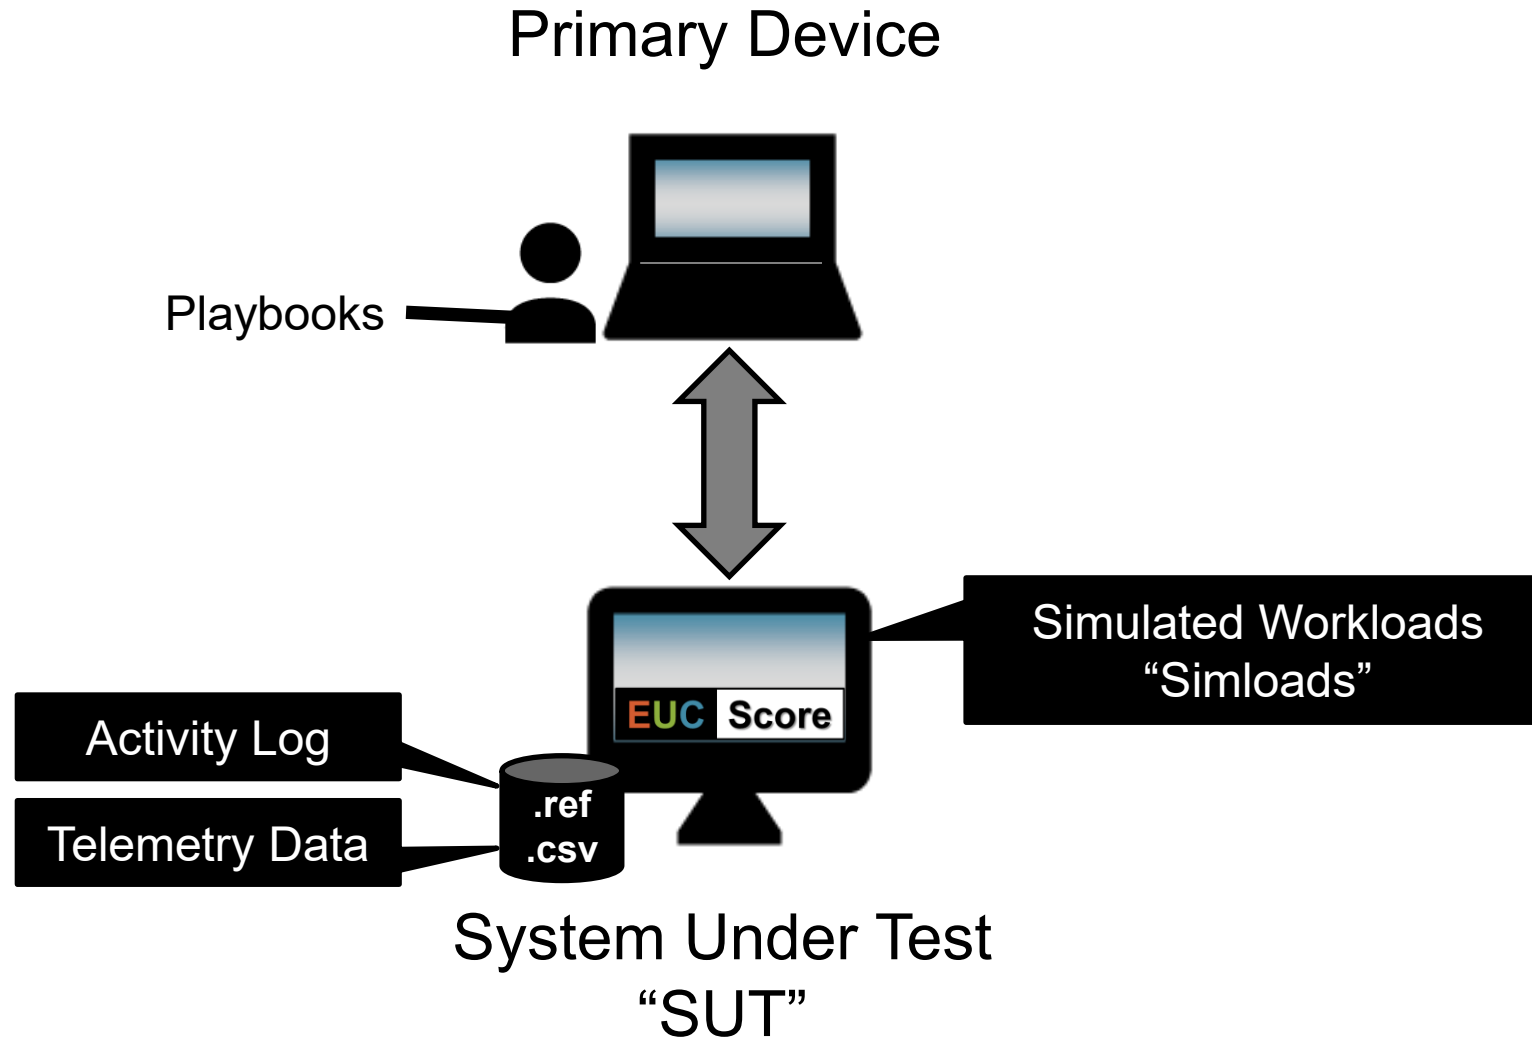 Primary Device
Playbooks
Simulated Workloads
“Simloads”
EUC Score
Activity Log
.ref
Telemetry Data
.csv
System Under Test
“SUT”